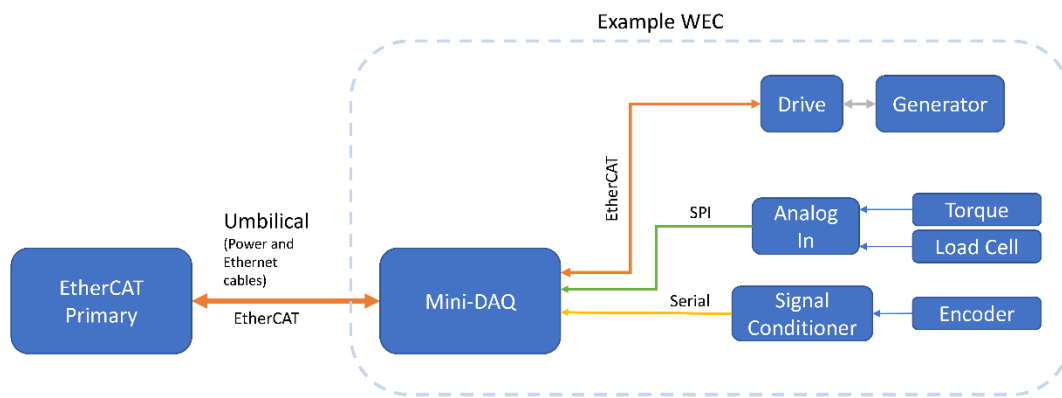 Example WEC
Drive
Generator
EtherCAT
SPI
Analog
In
Torque
Load Cell
Umbilical
(Power and
Ethernet
cables)
EtherCAT
Primary
EtherCAT
Mini-DAQ
Serial
Signal
Conditioner
Encoder